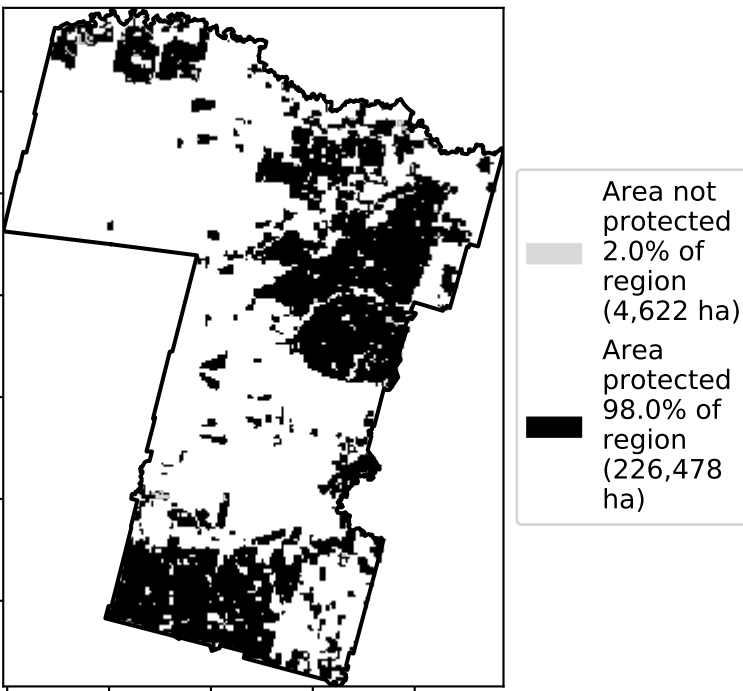 Area not
protected
2.0% of
region
(4,622 ha)
Area
protected
98.0% of
region
(226,478
ha)